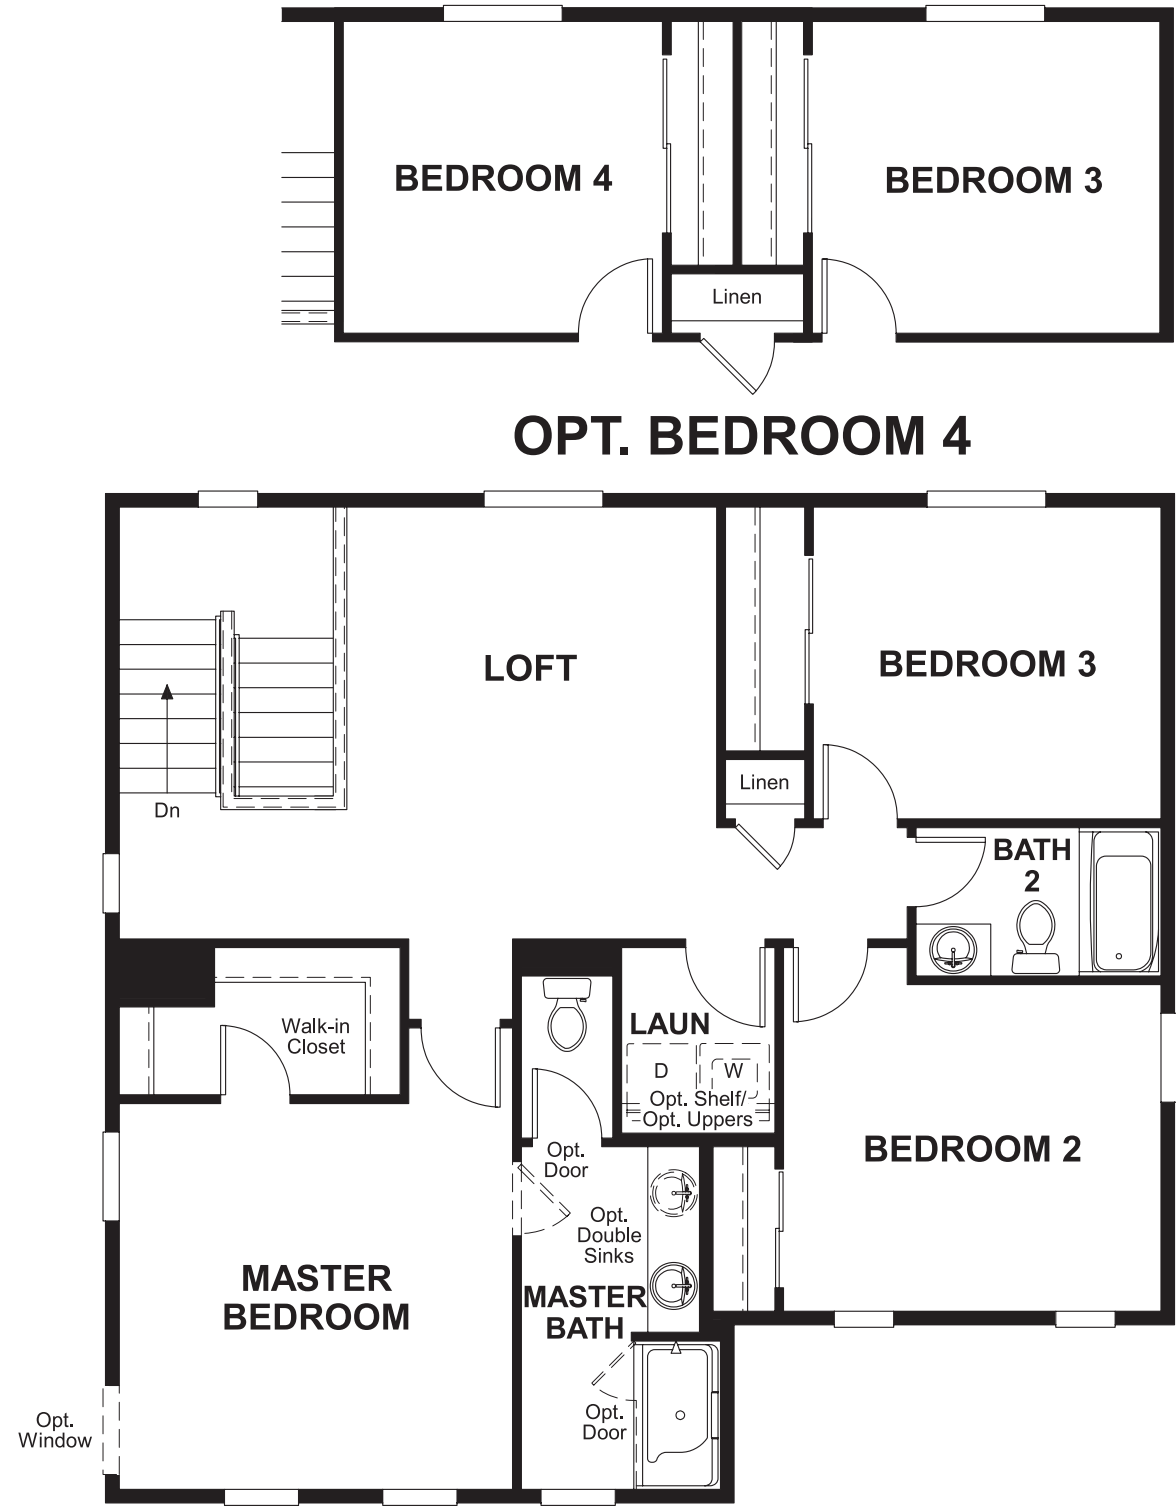 BEDROOM 4
BEDROOM 3
Linen
OPT. BEDROOM 4
LOFT
BEDROOM 3
Linen
Dn
BATH
2
Walk-in
Closet
LAUN
D
W
Opt. Shelf/
Opt. Uppers
BEDROOM 2
Opt.
Door
Opt.
Double
Sinks
MASTER
BEDROOM
MASTER
BATH
Opt.
Door
Opt.
Window